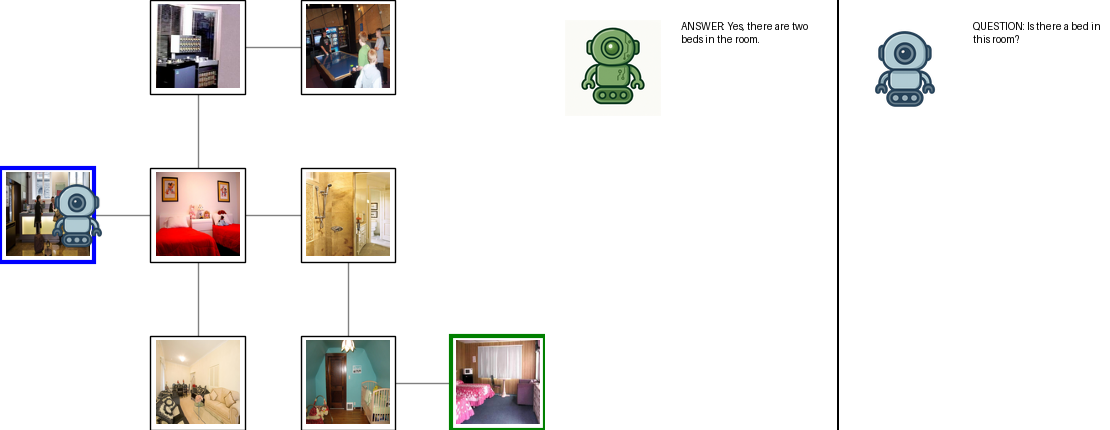 ANSWER: Yes, there are two
beds in the room.
QUESTION: Is there a bed in
this room?